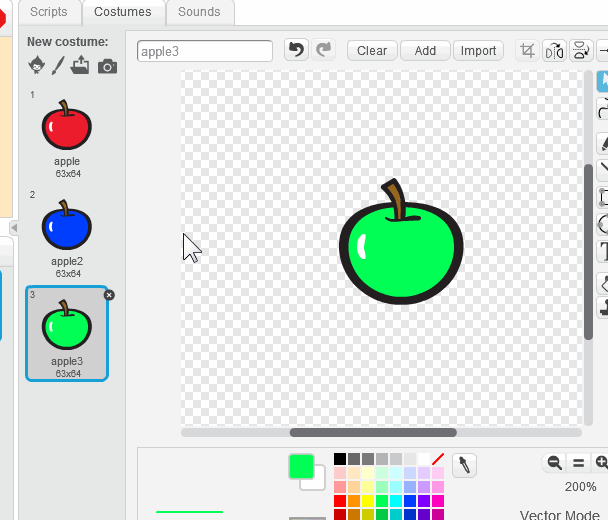 Scripts Costumes Sounds
New costume:
apple3 Clear Add Import
1
apple
63x64
2
apple2
63x64
3
apple3
63x64
T
200%
Vector Mode